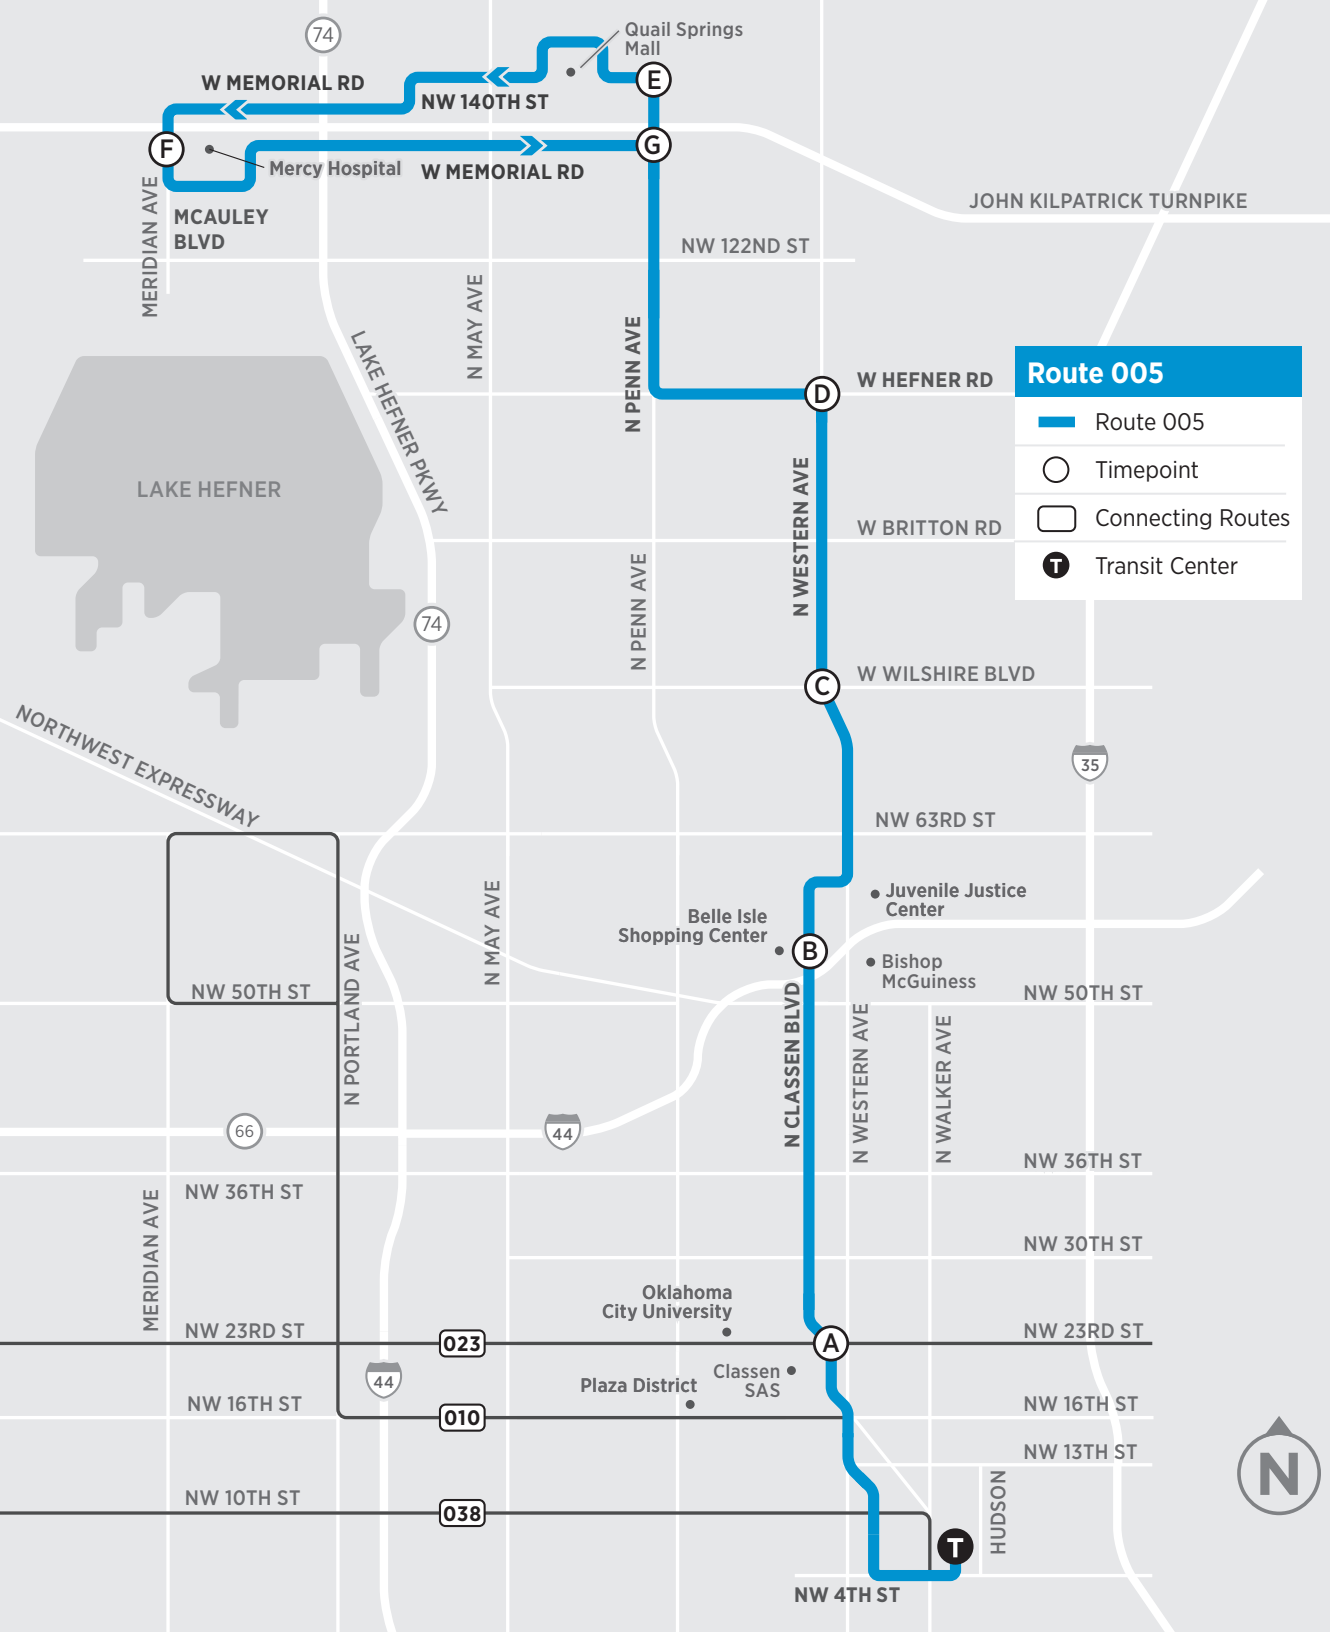 74
Quail Springs
Mall
W MEMORIAL RD
E
NW 140TH ST
F
G
Mercy Hospital
W MEMORIAL RD
MERIDIAN AVE
MCAULEY
BLVD
JOHN KILPATRICK TURNPIKE
NW 122ND ST
N MAY AVE
N PENN AVE
LAKE HEFNER PKWY
D
W HEFNER RD
Route 005
Route 005
Timepoint
Connecting Routes
T
Transit Center
LAKE HEFNER
N WESTERN AVE
W BRITTON RD
N PENN AVE
74
C
W WILSHIRE BLVD
NORTHWEST EXPRESSWAY
35
NW 63RD ST
Juvenile Justice
Center
Belle Isle
Shopping Center
B
Bishop
McGuiness
N MAY AVE
N PORTLAND AVE
NW 50TH ST
NW 50TH ST
N CLASSEN BLVD
N WESTERN AVE
N WALKER AVE
66
44
NW 36TH ST
NW 36TH ST
MERIDIAN AVE
NW 30TH ST
Oklahoma
City University
NW 23RD ST
023
A
NW 23RD ST
44
Classen
SAS
Plaza District
NW 16TH ST
010
NW 16TH ST
NW 13TH ST
N
HUDSON
NW 10TH ST
038
T
NW 4TH ST